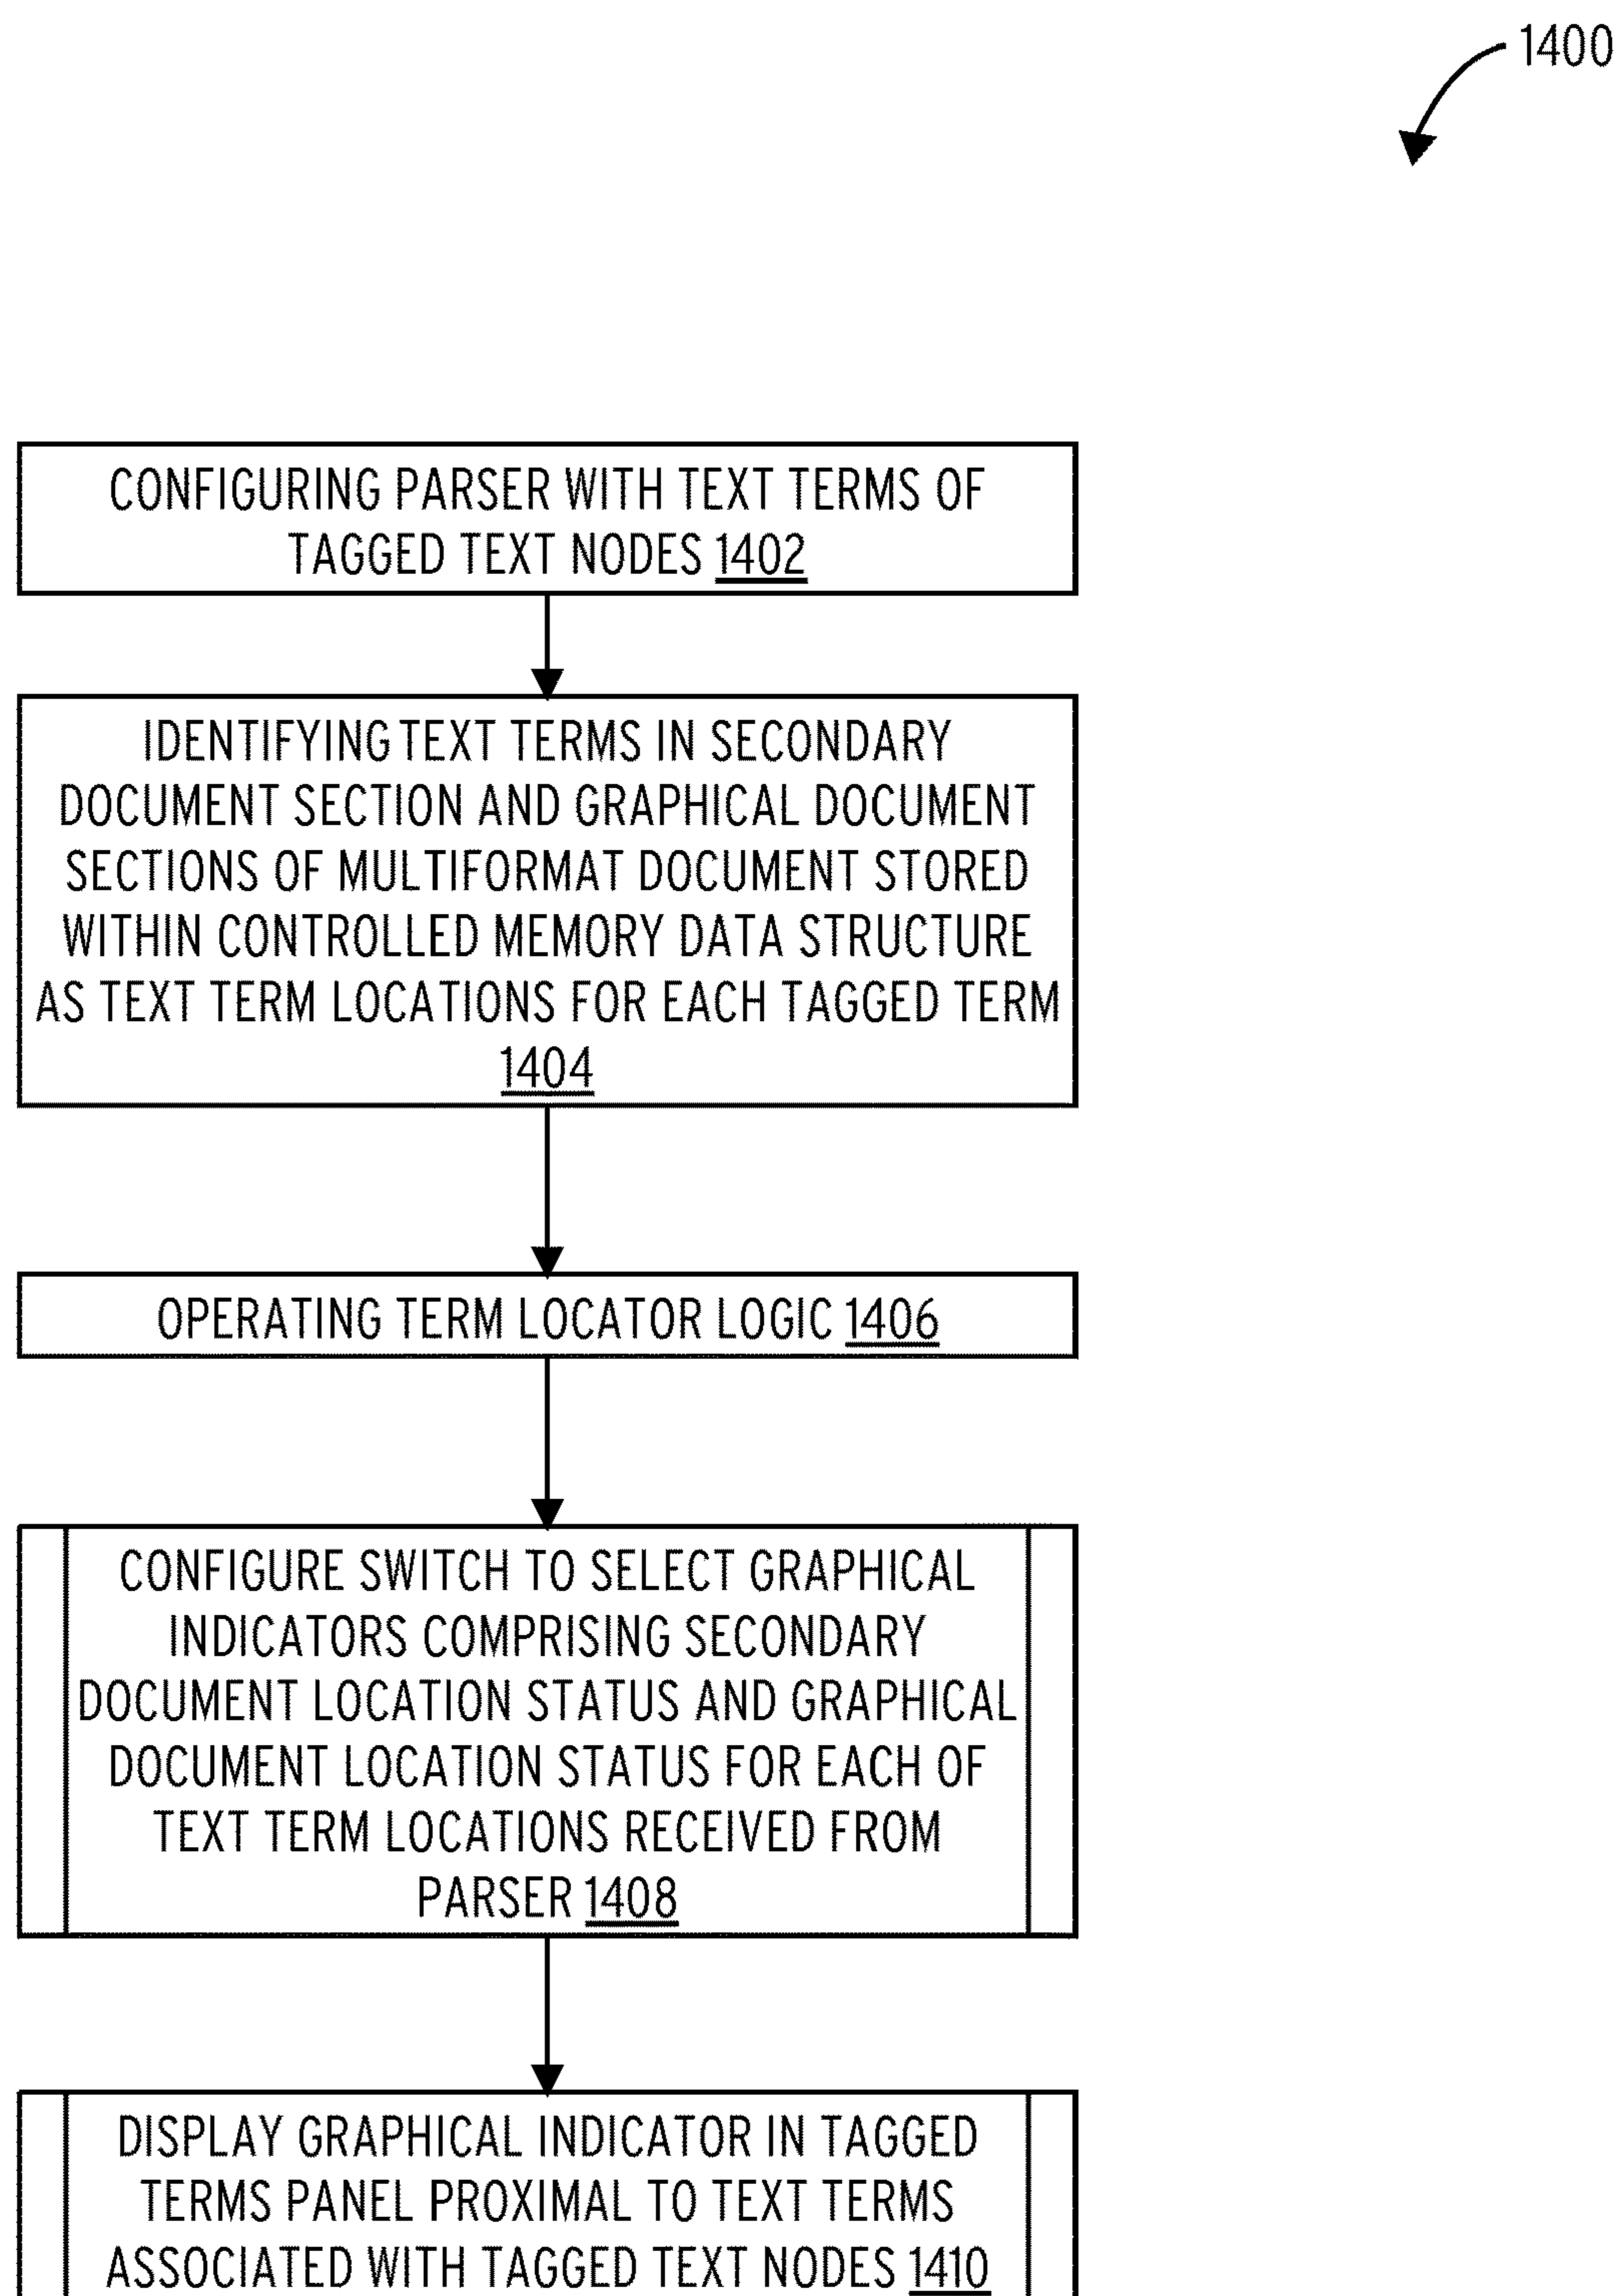 1400
CONFIGURING PARSER WITH TEXT TERMS OF
TAGGED TEXT NODES 1402
IDENTIFYING TEXT TERMS IN SECONDARY
DOCUMENT SECTION AND GRAPHICAL DOCUMENT
SECTIONS OF MULTIFORMAT DOCUMENT STORED
WITHIN CONTROLLED MEMORY DATA STRUCTURE
AS TEXT TERM LOCATIONS FOR EACH TAGGED TERM
1404
OPERATING TERM LOCATOR LOGIC 1406
CONFIGURE SWITCH TO SELECT GRAPHICAL
INDICATORS COMPRISING SECONDARY
DOCUMENT LOCATION STATUS AND GRAPHICAL
DOCUMENT LOCATION STATUS FOR EACH OF
TEXT TERM LOCATIONS RECEIVED FROM
PARSER 1408
DISPLAY GRAPHICAL INDICATOR IN TAGGED
TERMS PANEL PROXIMAL TO TEXT TERMS
ASSOCIATED WITH TAGGED TEXT NODES 1410